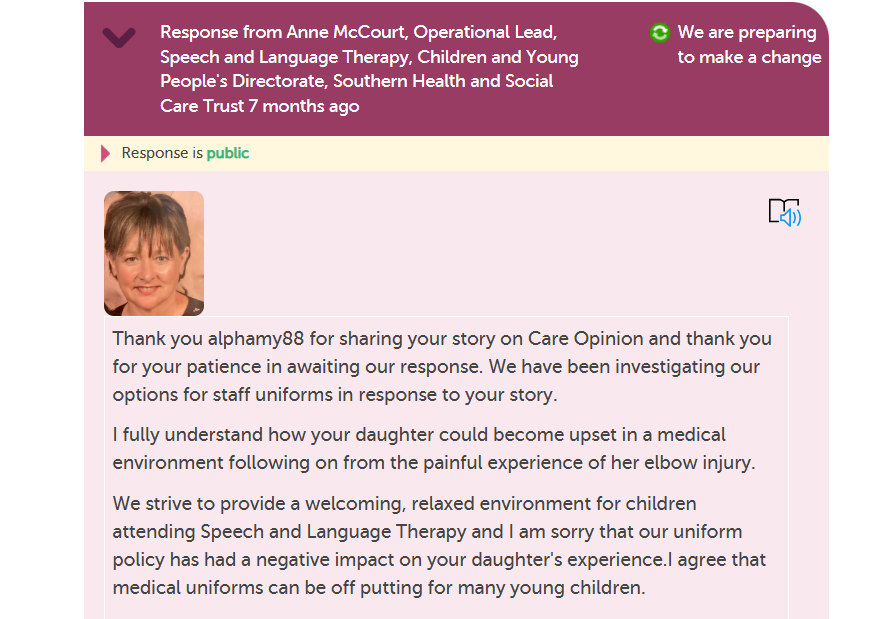 Response from Anne McCourt, Operational Lead,
Speech and Language Therapy, Children and Young
People's Directorate, Southern Health and Social
Care Trust 7 months ago
We are preparing
to make a change
Response is public
Thank you alphamy88 for sharing your story on Care Opinion and thank you
for your patience in awaiting our response. We have been investigating our
options for staff uniforms in response to your story.
I fully understand how your daughter could become upset in a medical
environment following on from the painful experience of her elbow injury.
We strive to provide a welcoming, relaxed environment for children
attending Speech and Language Therapy and I am sorry that our uniform
policy has had a negative impact on your daughter's experience.I agree that
medical uniforms can be off putting for many young children.